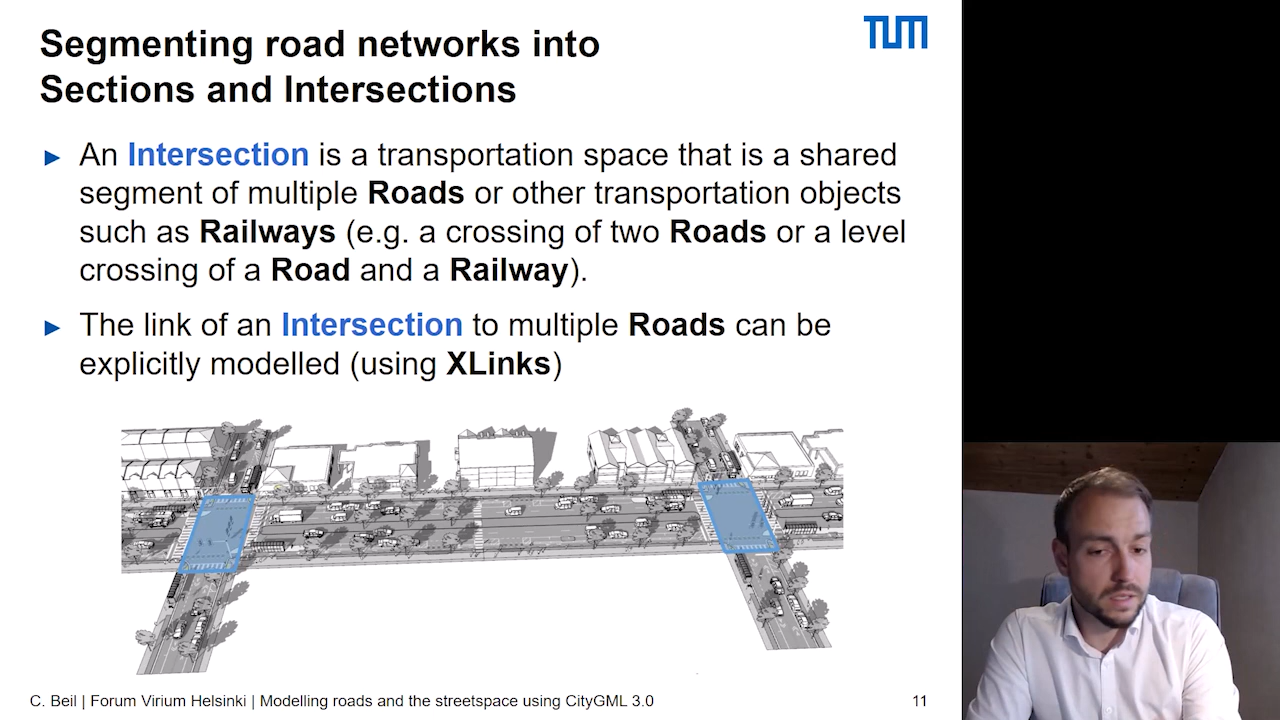 Segmenting road networks into
Sections and Intersections
TUM
► An Intersection is a transportation space that is a shared
segment of multiple Roads or other transportation objects
such as Railways (e.g. a crossing of two Roads or a level
crossing of a Road and a Railway).
► The link of an Intersection to multiple Roads can be
explicitly modelled (using XLinks)
C. Beil | Forum Virium Helsinki | Modelling roads and the streetspace using CityGML 3.0
11